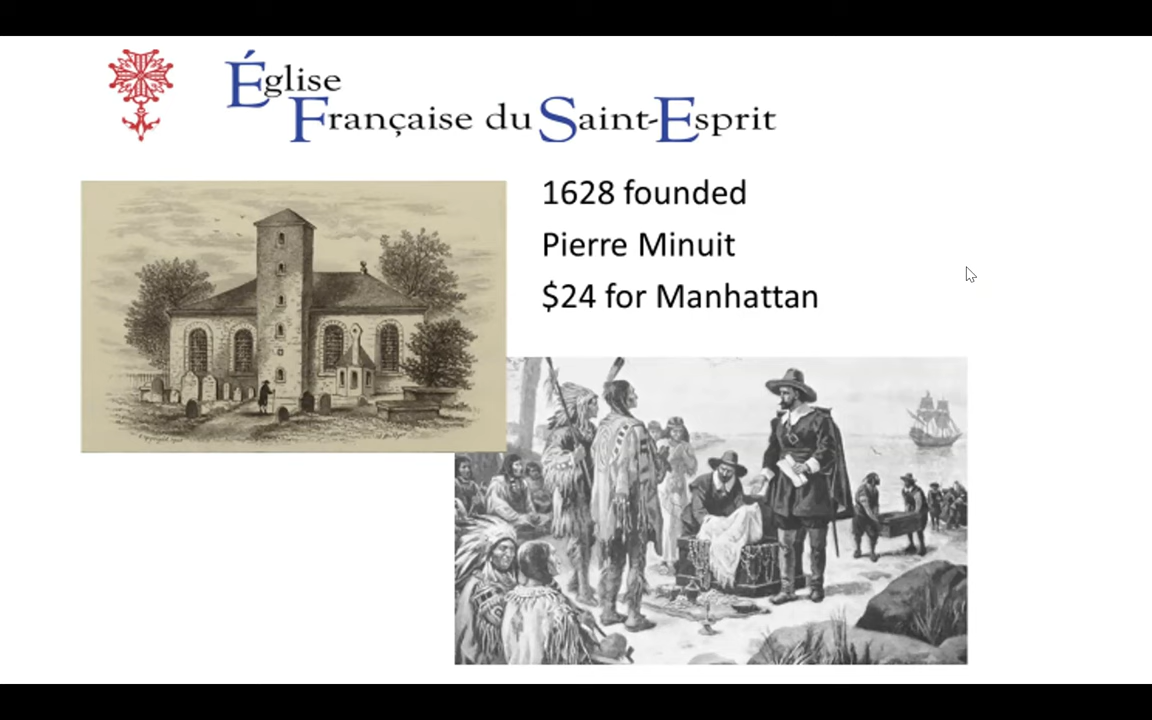 Église
Française du Saint-Esprit
1628 founded
Pierre Minuit
$24 for Manhattan